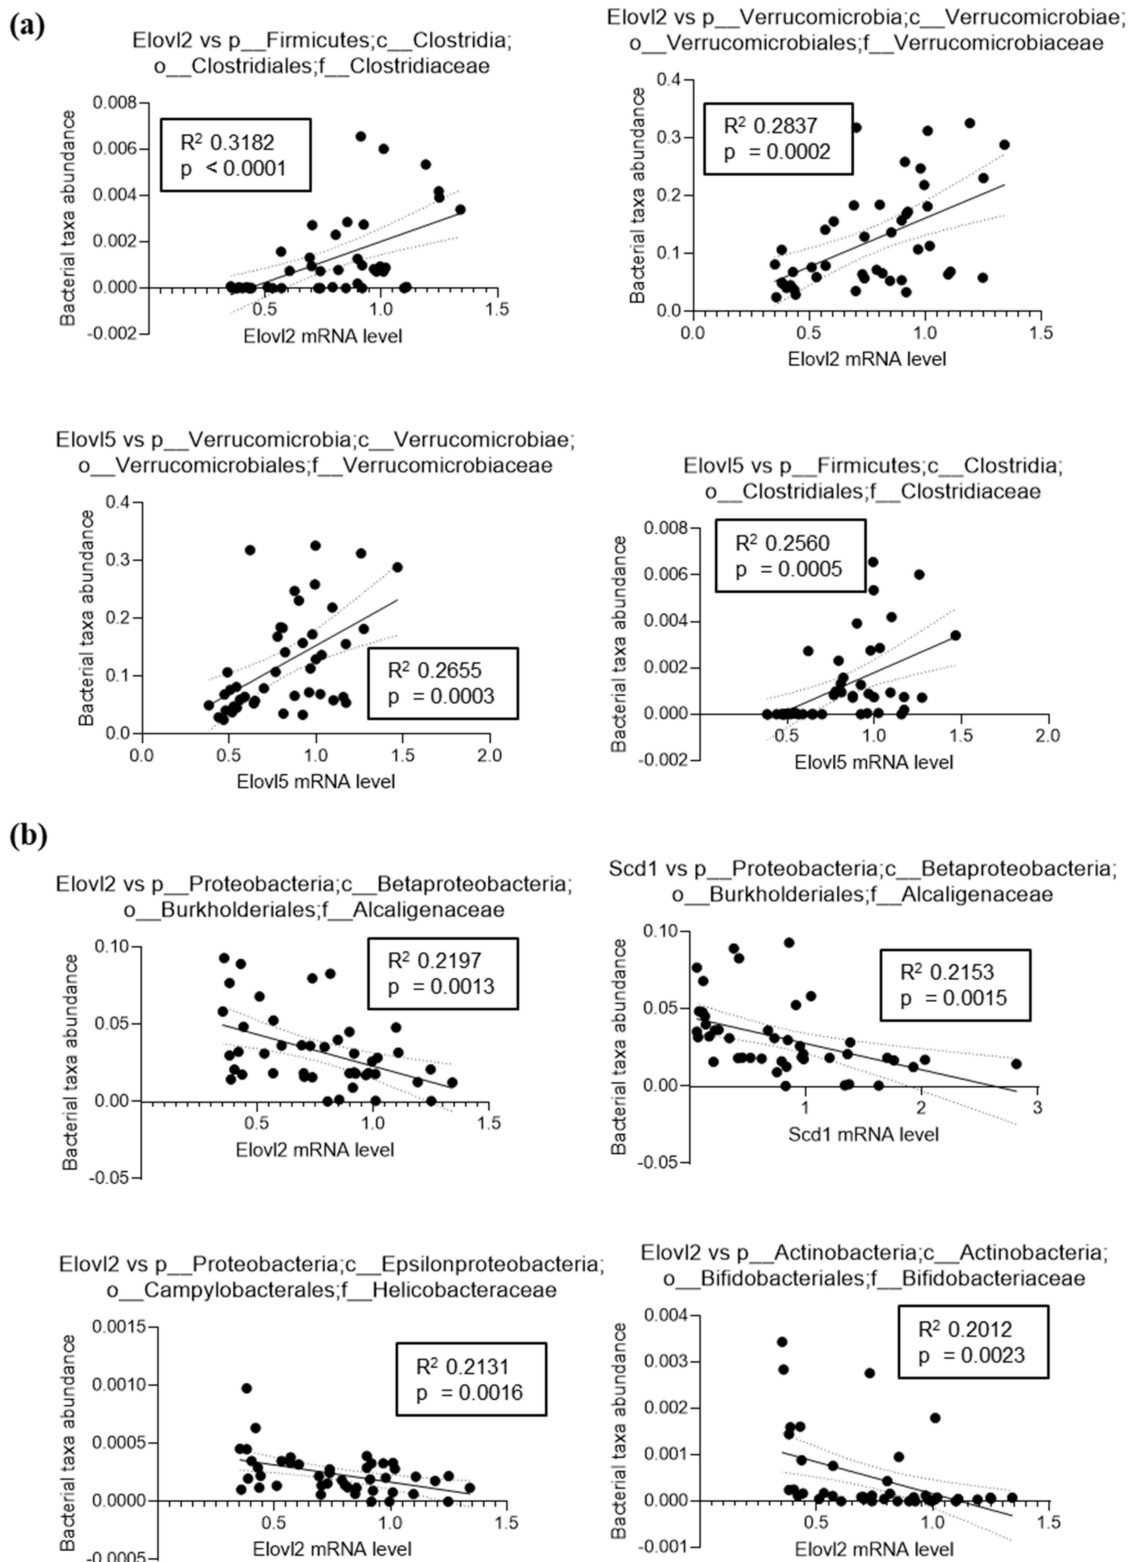 (a)
Elovl2 vs p__Firmicutes;c__Clostridia;
o__Clostridiales;f__Clostridiaceae
Bacterial taxa abundance
0.008
0.006
0.004
0.002
0.000
-0.002
R² 0.3182
p < 0.0001
0.5
1.0
1.5
Elovl2 mRNA level
Elovl2 vs p__Verrucomicrobia;c__Verrucomicrobiae;
o__Verrucomicrobiales;f__Verrucomicrobiaceae
Bacterial taxa abundance
0.4
0.3
0.2
0.1
0.0
R² 0.2837
p = 0.0002
0.0
0.5
1.0
1.5
Elovl2 mRNA level
Elovl5 vs p__Verrucomicrobia;c__Verrucomicrobiae;
o__Verrucomicrobiales;f__Verrucomicrobiaceae
Bacterial taxa abundance
0.4
0.3
0.2
0.1
0.0
R² 0.2655
p = 0.0003
0.0
0.5
1.0
1.5
2.0
Elovl5 mRNA level
Elovl5 vs p__Firmicutes;c__Clostridia;
o__Clostridiales;f__Clostridiaceae
Bacterial taxa abundance
0.008
0.006
0.004
0.002
0.000
-0.002
R² 0.2560
p = 0.0005
0.5
1.0
1.5
2.0
Elovl5 mRNA level
(b)
Elovl2 vs p__Proteobacteria;c__Betaproteobacteria;
o__Burkholderiales;f__Alcaligenaceae
Bacterial taxa abundance
0.10
0.05
0.00
-0.05
R² 0.2197
p = 0.0013
0.5
1.0
1.5
Elovl2 mRNA level
Scd1 vs p__Proteobacteria;c__Betaproteobacteria;
o__Burkholderiales;f__Alcaligenaceae
Bacterial taxa abundance
0.10
0.05
0.00
-0.05
R² 0.2153
p = 0.0015
1
2
3
Scd1 mRNA level
Elovl2 vs p__Proteobacteria;c__Epsilonproteobacteria;
o__Campylobacterales;f__Helicobacteraceae
Bacterial taxa abundance
0.0015
0.0010
0.0005
0.0000
-0.0005
R² 0.2131
p = 0.0016
0.5
1.0
1.5
Elovl2 mRNA level
Elovl2 vs p__Actinobacteria;c__Actinobacteria;
o__Bifidobacteriales;f__Bifidobacteriaceae
Bacterial taxa abundance
0.004
0.003
0.002
0.001
0.000
-0.001
R² 0.2012
p = 0.0023
0.5
1.0
1.5
Elovl2 mRNA level